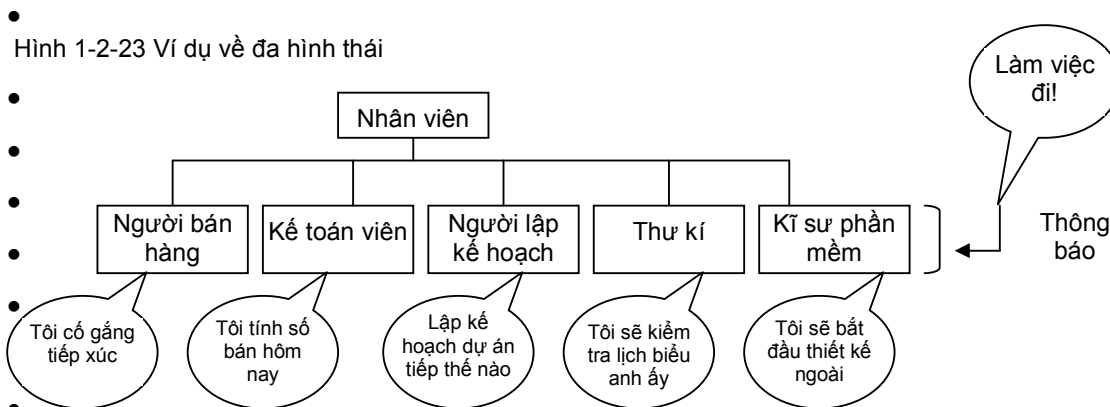 Hình 1-2-23 Ví dụ về đa hình thái
Làm việc
đi!
Nhân viên
Người bán
hàng
Kế toán viên
Người lập
kế hoạch
Thư kí
Kĩ sư phần
mềm
Thông
báo
Tôi cố gắng
tiếp xúc
Tôi tính số
bán hôm
nay
Lập kế
hoạch dự án
tiếp thế nào
Tôi sẽ kiểm
tra lịch biểu
anh ấy
Tôi sẽ bắt
đầu thiết kế
ngoài